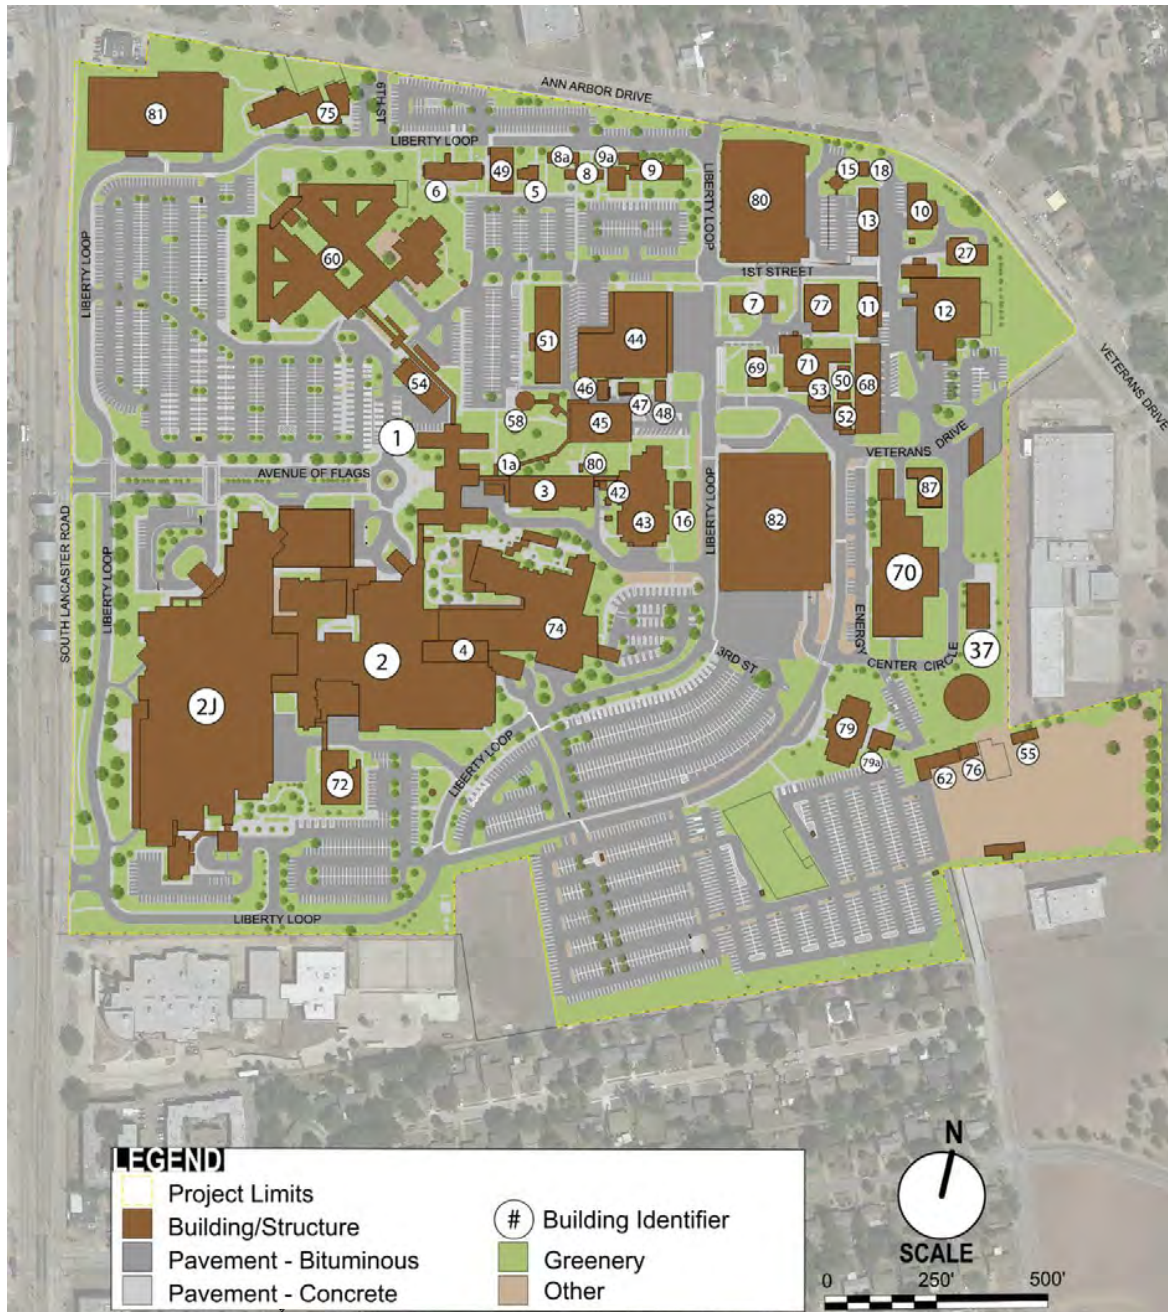 ANN ARBOR DRIVE
81
75
6TH ST
LIBERTY LOOP
8a
9a
49
8
9
6
5
15
18
LIBERTY LOOP
80
13
10
27
LIBERTY LOOP
60
1ST STREET
7
77
11
12
51
44
VETERANS DRIVE
71
69
50
68
54
46
53
47
48
52
58
45
1
VETERANS DRIVE
1a
80
AVENUE OF FLAGS
3
42
16
43
LIBERTY LOOP
82
87
SOUTH LANCASTER ROAD
LIBERTY LOOP
70
ENERGY
CENTER CIRCLE
37
74
4
2
3RD ST
2J
79
LIBERTY LOOP
79a
62
76
55
72
LIBERTY LOOP
LEGEND
Project Limits
Building/Structure
Pavement - Bituminous
Pavement - Concrete
# Building Identifier
Greenery
Other
N
SCALE
0 250' 500'